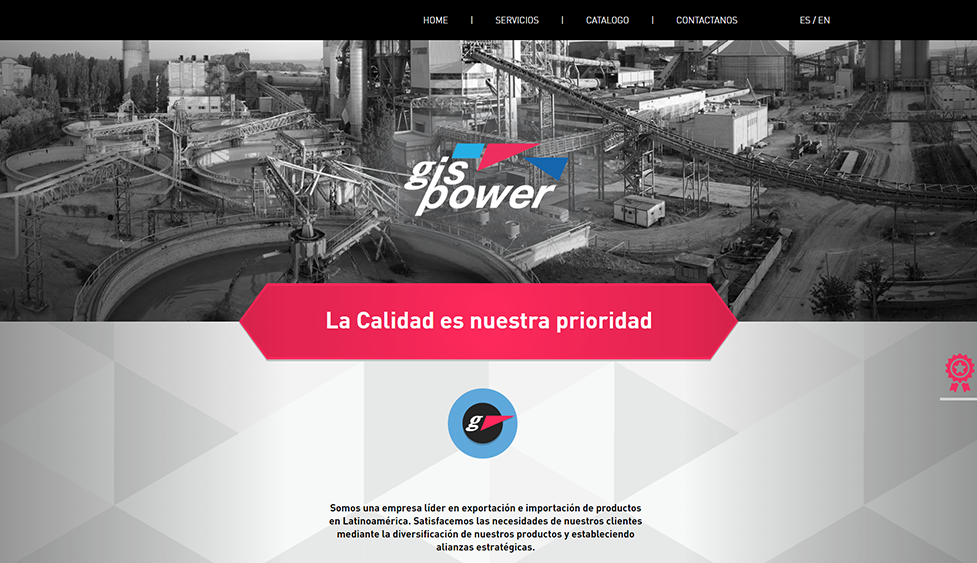 HOME | SERVICIOS | CATALOGO | CONTACTANOS ES / EN
gis
power
La Calidad es nuestra prioridad
g
Somos una empresa líder en exportación e importación de productos
en Latinoamérica. Satisfacemos las necesidades de nuestros clientes
mediante la diversificación de nuestros productos y estableciendo
alianzas estratégicas.